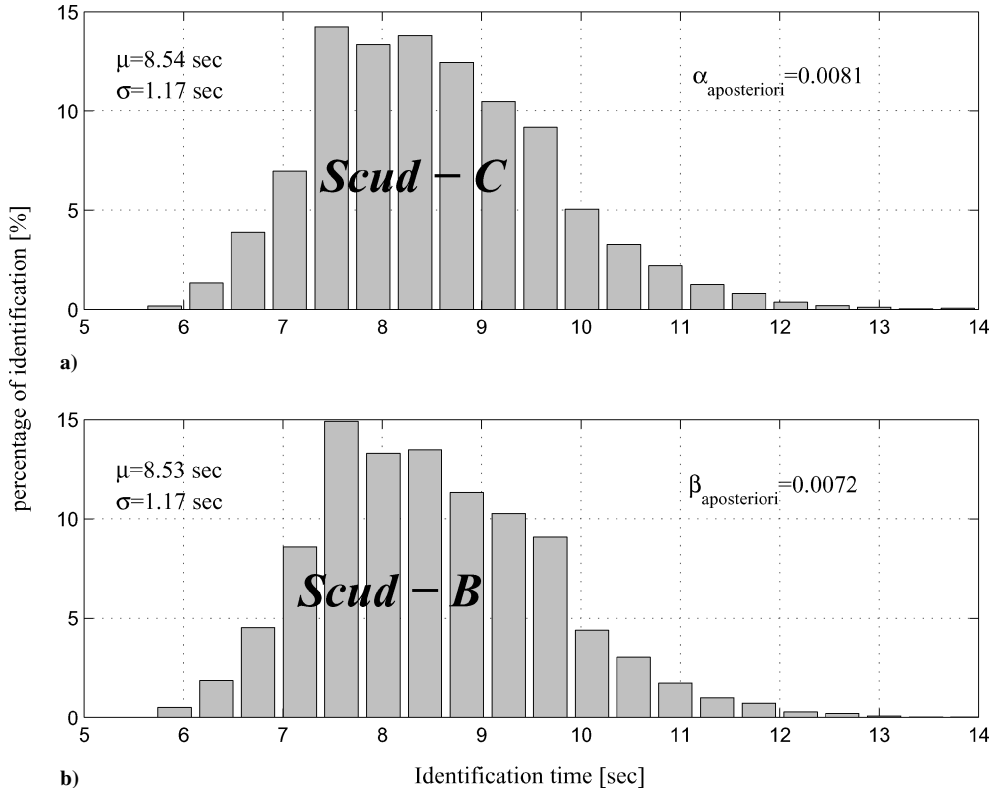 percentage of identification [%]
15
10
5
0
μ=8.54 sec
σ=1.17 sec
αaposteriori=0.0081
Scud − C
5 6 7 8 9 10 11 12 13 14
a)
15
10
5
0
μ=8.53 sec
σ=1.17 sec
βaposteriori=0.0072
Scud − B
5 6 7 8 9 10 11 12 13 14
b)
Identification time [sec]